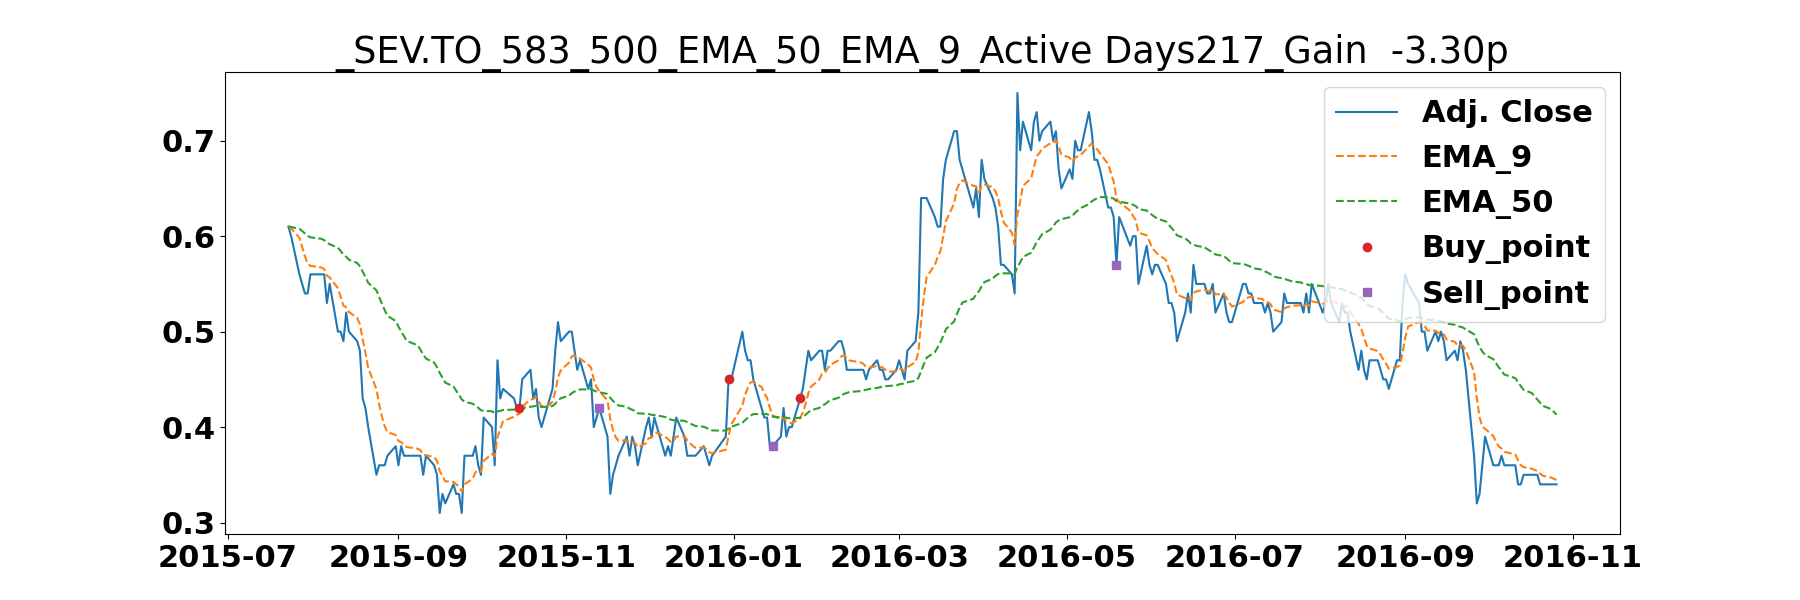 _SEV.TO_583_500_EMA_50_EMA_9_Active Days217_Gain  -3.30p
Adj. Close
EMA_9
EMA_50
Buy_point
Sell_point
0.7
0.6
0.5
0.4
0.3
2015-07 2015-09 2015-11 2016-01 2016-03 2016-05 2016-07 2016-09 2016-11